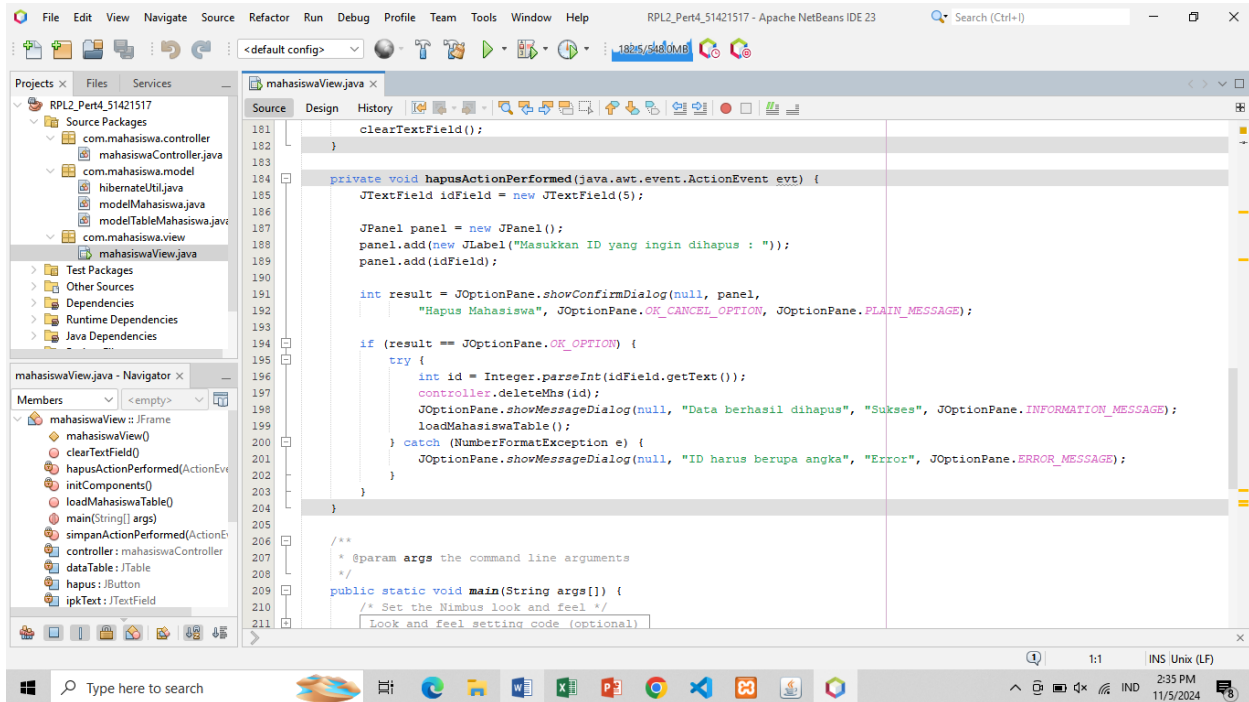 File Edit View Navigate Source Refactor Run Debug Profile Team Tools Window Help RPL2_Pert4_51421517 - Apache NetBeans IDE 23 Search (Ctrl+I)
<default config> 182.5/548.0MB
Projects Files Services
RPL2_Pert4_51421517
Source Packages
com.mahasiswa.controller
mahasiswaController.java
com.mahasiswa.model
hibernateUtil.java
modelMahasiswa.java
modelTableMahasiswa.java
com.mahasiswa.view
mahasiswaView.java
Test Packages
Other Sources
Dependencies
Runtime Dependencies
Java Dependencies
mahasiswaView.java - Navigator
Members <empty>
mahasiswaView :: JFrame
mahasiswaView()
clearTextField()
hapusActionPerformed(ActionEve
initComponents()
loadMahasiswaTable()
main(String[] args)
simpanActionPerformed(ActionE
controller : mahasiswaController
dataTable : JTable
hapus : JButton
ipkText : JTextField
mahasiswaView.java
Source Design History
181 clearTextField();
182 }
183
184 private void hapusActionPerformed(java.awt.event.ActionEvent evt) {
185 JTextField idField = new JTextField(5);
186
187 JPanel panel = new JPanel();
188 panel.add(new JLabel("Masukkan ID yang ingin dihapus : "));
189 panel.add(idField);
190
191 int result = JOptionPane.showConfirmDialog(null, panel,
192 "Hapus Mahasiswa", JOptionPane.OK_CANCEL_OPTION, JOptionPane.PLAIN_MESSAGE);
193
194 if (result == JOptionPane.OK_OPTION) {
195 try {
196 int id = Integer.parseInt(idField.getText());
197 controller.deleteMhs(id);
198 JOptionPane.showMessageDialog(null, "Data berhasil dihapus", "Sukses", JOptionPane.INFORMATION_MESSAGE);
199 loadMahasiswaTable();
200 } catch (NumberFormatException e) {
201 JOptionPane.showMessageDialog(null, "ID harus berupa angka", "Error", JOptionPane.ERROR_MESSAGE);
202 }
203 }
204 }
205
206 /**
207 * @param args the command line arguments
208 */
209 public static void main(String args[]) {
210 /* Set the Nimbus look and feel */
211 Look and feel setting code (optional)
1 1:1 INS Unix (LF)
Type here to search
IND 2:35 PM
11/5/2024
8